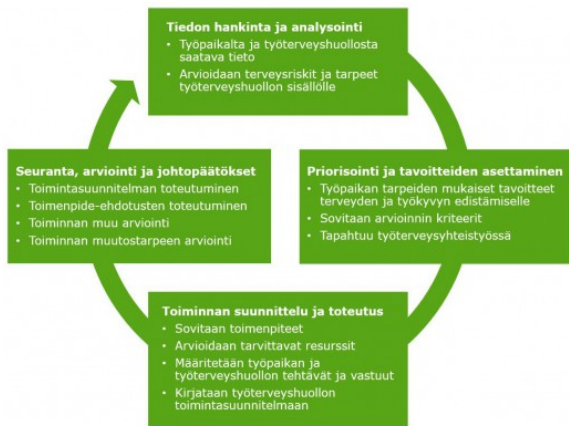 Tiedon hankinta ja analysointi
• Työpaikalta ja työterveyshuollosta
saatava tieto
• Arvioidaan terveysriskit ja tarpeet
työterveyshuollon sisällölle
Priorisointi ja tavoitteiden asettaminen
• Työpaikan tarpeiden mukaiset tavoitteet
terveyden ja työkyvyn edistämiselle
• Sovitaan arvioinnin kriteerit
• Tapahtuu työterveysyhteistyössä
Toiminnan suunnittelu ja toteutus
• Sovitaan toimenpiteet
• Arvioidaan tarvittavat resurssit
• Määritetään työpaikan ja
työterveyshuollon tehtävät ja vastuut
• Kirjataan työterveyshuollon
toimintasuunnitelmaan
Seuranta, arviointi ja johtopäätökset
• Toimintasuunnitelman toteutuminen
• Toimenpide-ehdotusten toteutuminen
• Toiminnan muu arviointi
• Toiminnan muutostarpeen arviointi